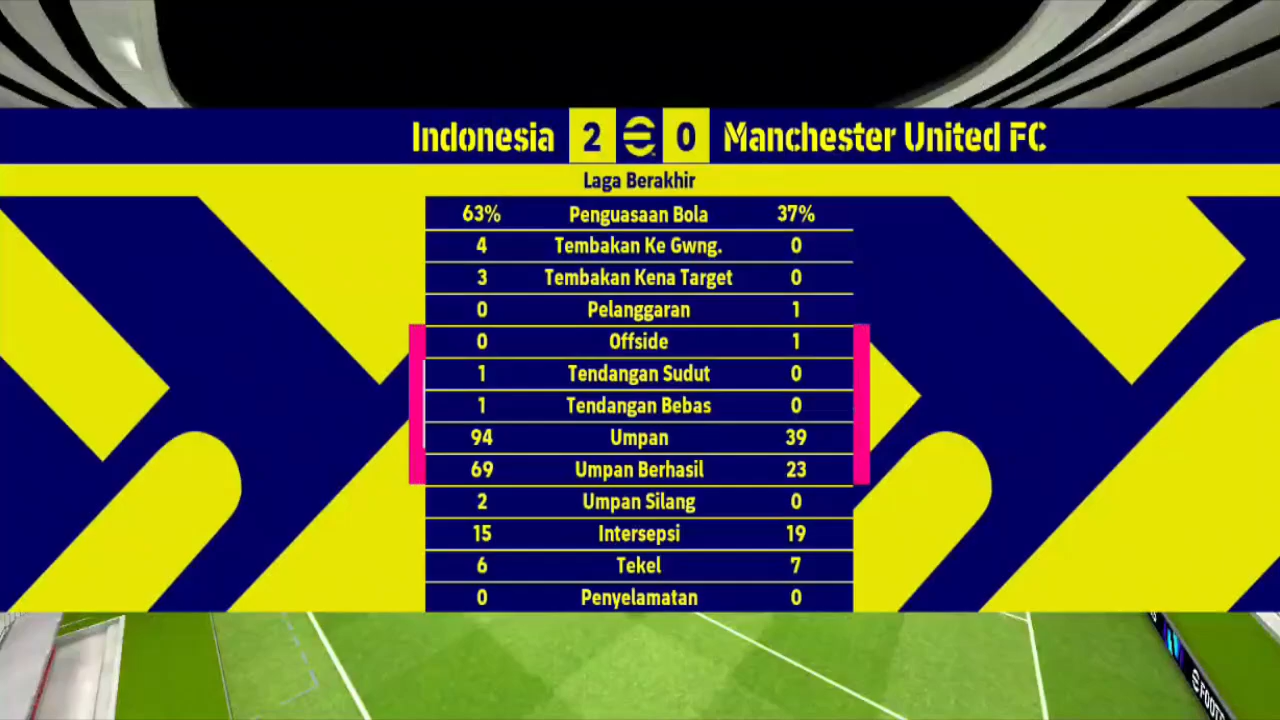 Indonesia 2 0 Manchester United FC
Laga Berakhir
63% Penguasaan Bola 37%
4 Tembakan Ke Gwng. 0
3 Tembakan Kena Target 0
0 Pelanggaran 1
0 Offside 1
1 Tendangan Sudut 0
1 Tendangan Bebas 0
94 Umpan 39
69 Umpan Berhasil 23
2 Umpan Silang 0
15 Intersepsi 19
6 Tekel 7
0 Penyelamatan 0